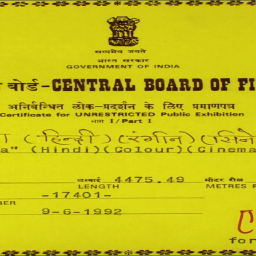 सत्यमेव जयते
भारत सरकार
GOVERNMENT OF INDIA
बोर्ड-CENTRAL BOARD OF FI
अनिर्बन्धित लोक-प्रदर्शन के लिए प्रमाणपत्र
Certificate for UNRESTRICTED Public Exhibition
भाग I/Part I
(हिन्दी)(रंगीन)(सिने
a" (Hindi)(Colour)(Cinema
लम्बाई 4475.49 मीटर रील
LENGTH METRES R
-17401-
9-6-1992
for